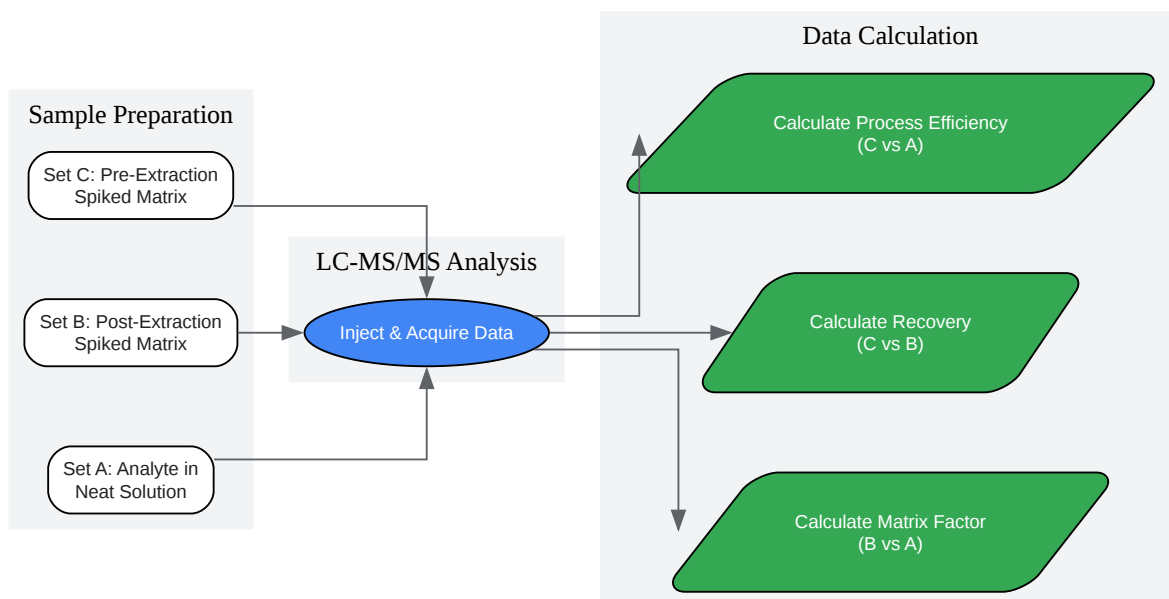 Data Calculation
Sample Preparation
Calculate Process Efficiency
(C vs A)
Set C: Pre-Extraction
Spiked Matrix
LC-MS/MS Analysis
Set B: Post-Extraction
Spiked Matrix
Inject & Acquire Data
Calculate Recovery
(C vs B)
Set A: Analyte in
Neat Solution
Calculate Matrix Factor
(B vs A)